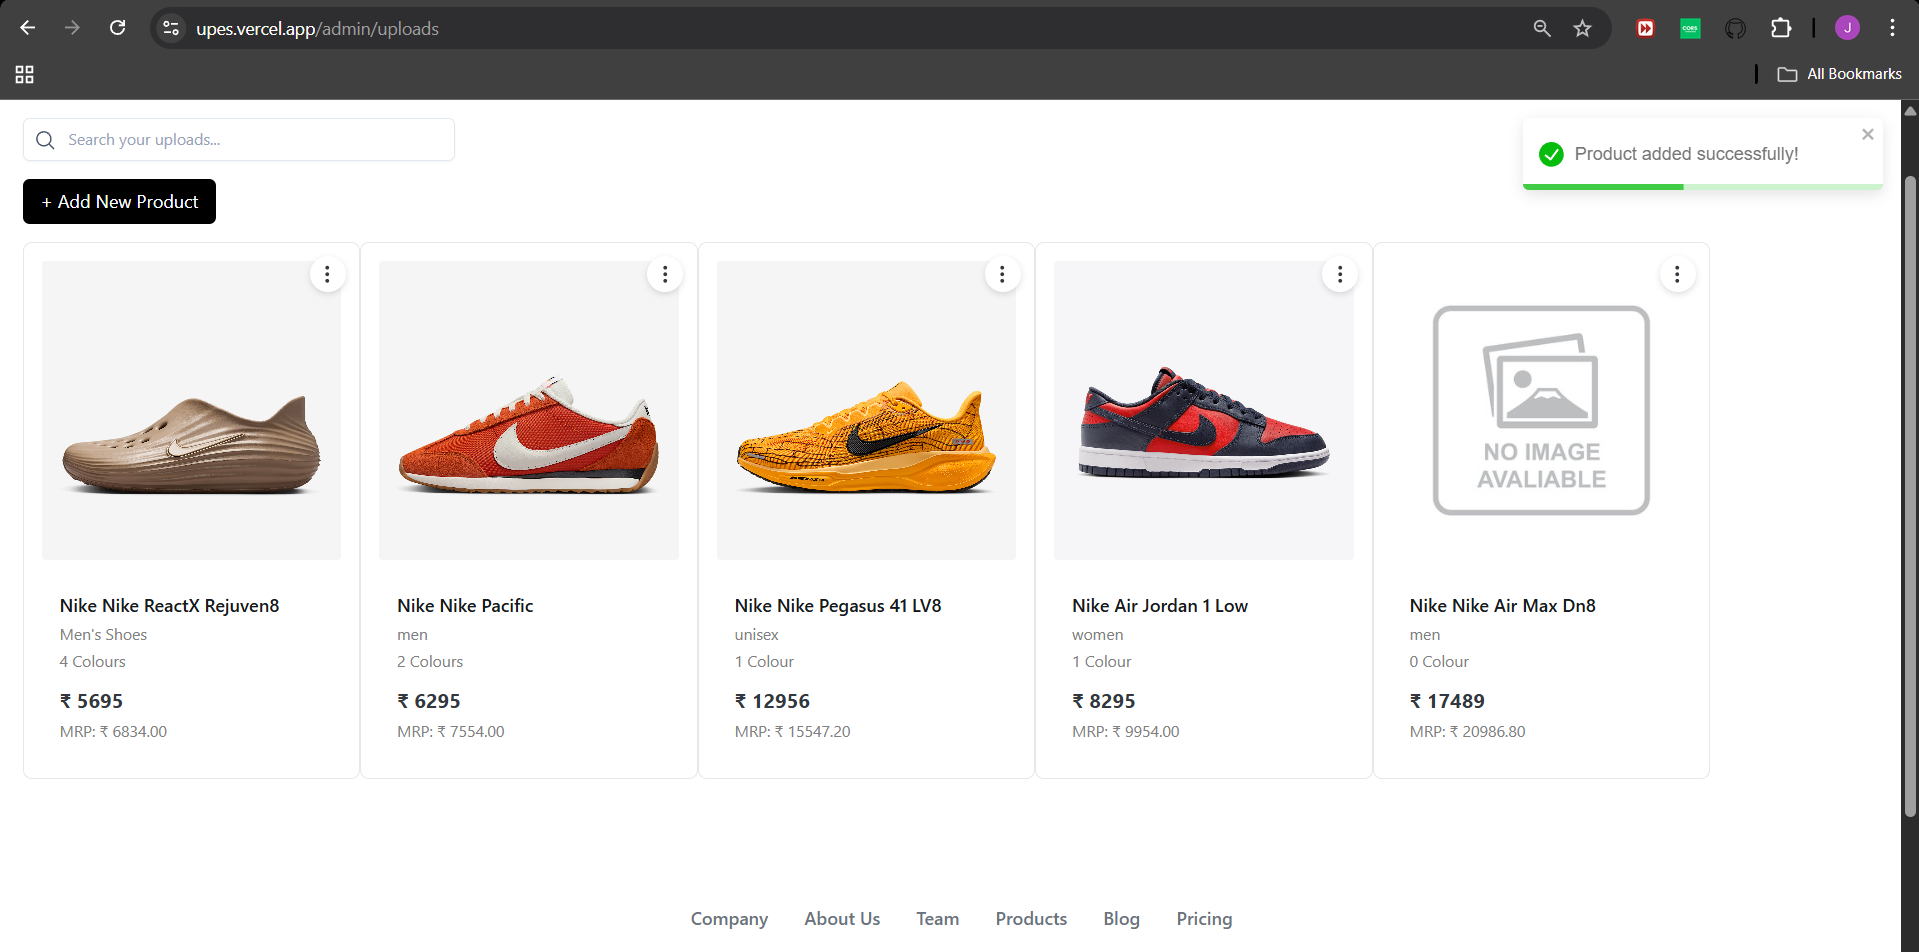 upes.vercel.app/admin/uploads
CORS
J
All Bookmarks
Search your uploads...
Product added successfully!
+ Add New Product
NO IMAGE
AVALIABLE
Nike Nike ReactX Rejuven8
Men's Shoes
4 Colours
₹ 5695
MRP: ₹ 6834.00
Nike Nike Pacific
men
2 Colours
₹ 6295
MRP: ₹ 7554.00
Nike Nike Pegasus 41 LV8
unisex
1 Colour
₹ 12956
MRP: ₹ 15547.20
Nike Air Jordan 1 Low
women
1 Colour
₹ 8295
MRP: ₹ 9954.00
Nike Nike Air Max Dn8
men
0 Colour
₹ 17489
MRP: ₹ 20986.80
Company About Us Team Products Blog Pricing